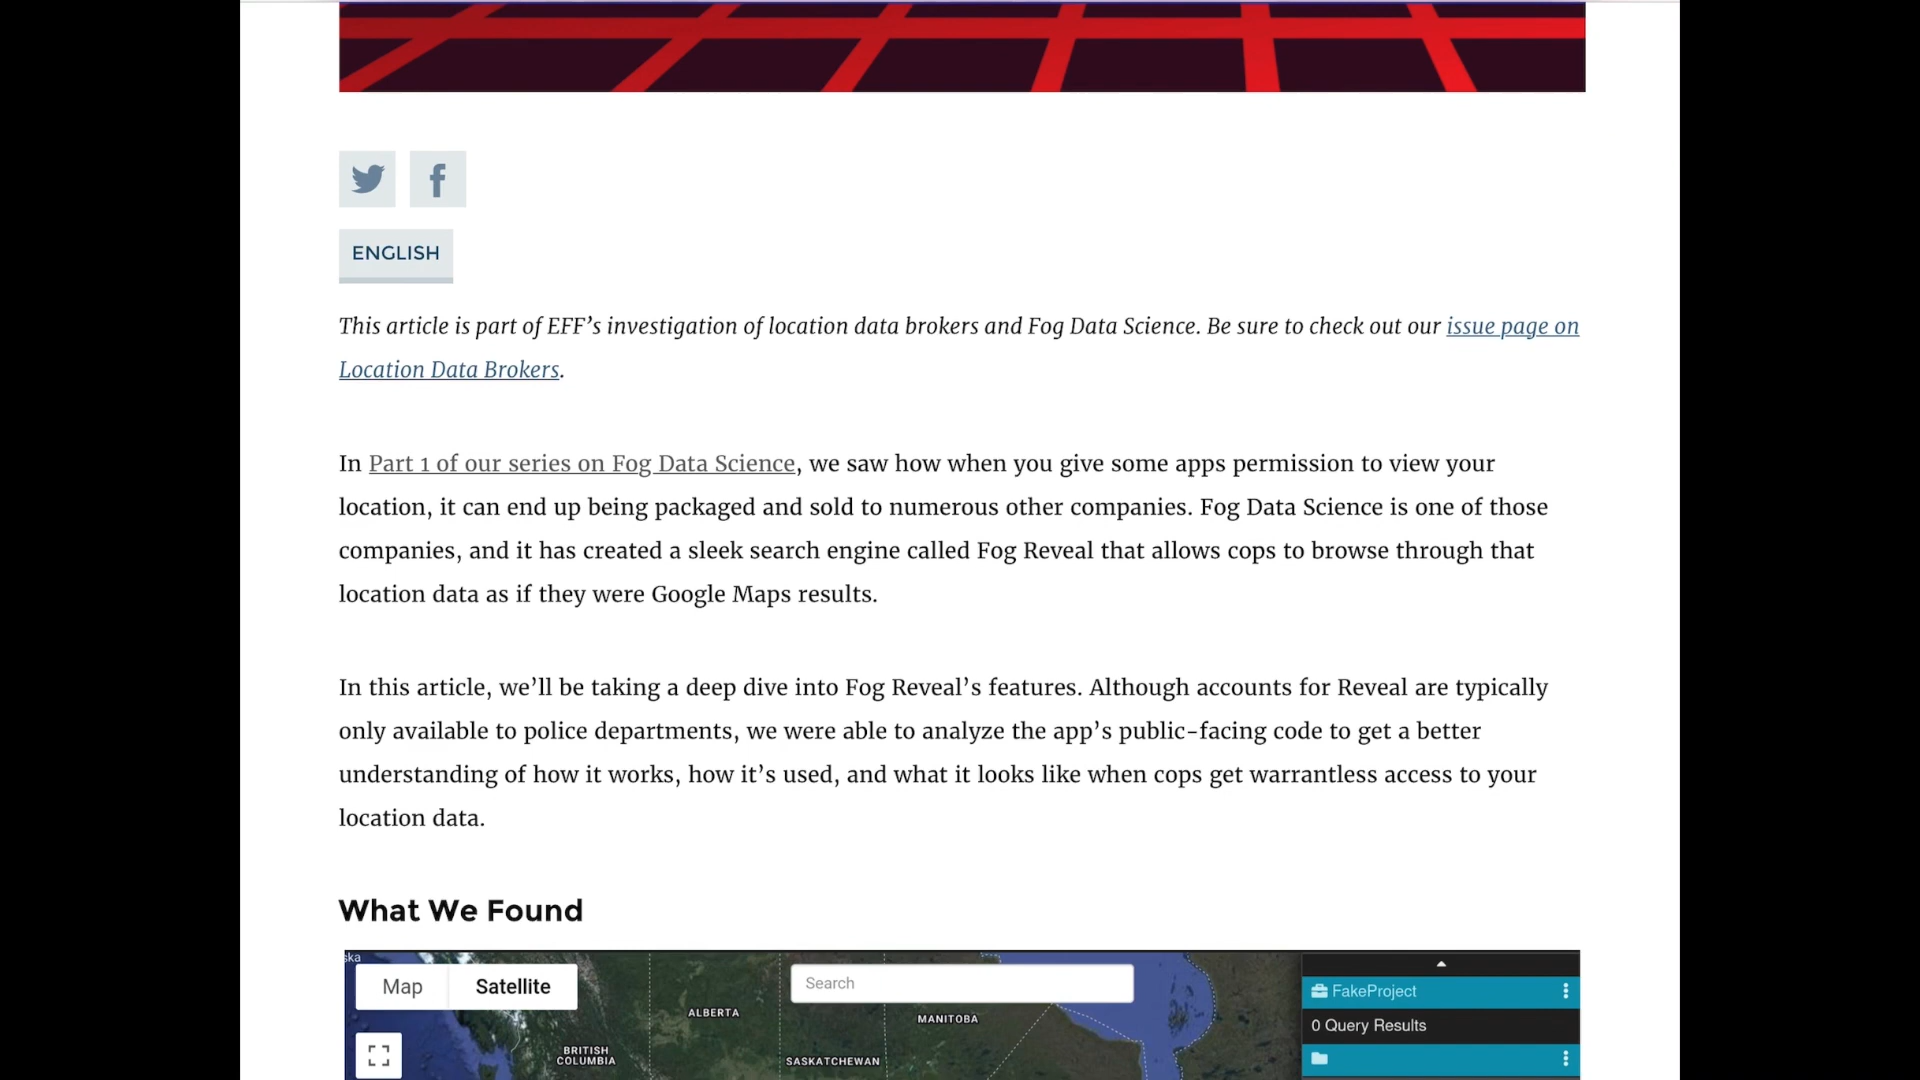 ENGLISH
This article is part of EFF’s investigation of location data brokers and Fog Data Science. Be sure to check out our issue page on
Location Data Brokers.
In Part 1 of our series on Fog Data Science, we saw how when you give some apps permission to view your
location, it can end up being packaged and sold to numerous other companies. Fog Data Science is one of those
companies, and it has created a sleek search engine called Fog Reveal that allows cops to browse through that
location data as if they were Google Maps results.
In this article, we’ll be taking a deep dive into Fog Reveal’s features. Although accounts for Reveal are typically
only available to police departments, we were able to analyze the app’s public-facing code to get a better
understanding of how it works, how it’s used, and what it looks like when cops get warrantless access to your
location data.
What We Found
ska
Map Satellite
Search
FakeProject
ALBERTA
MANITOBA
0 Query Results
BRITISH
COLUMBIA
SASKATCHEWAN